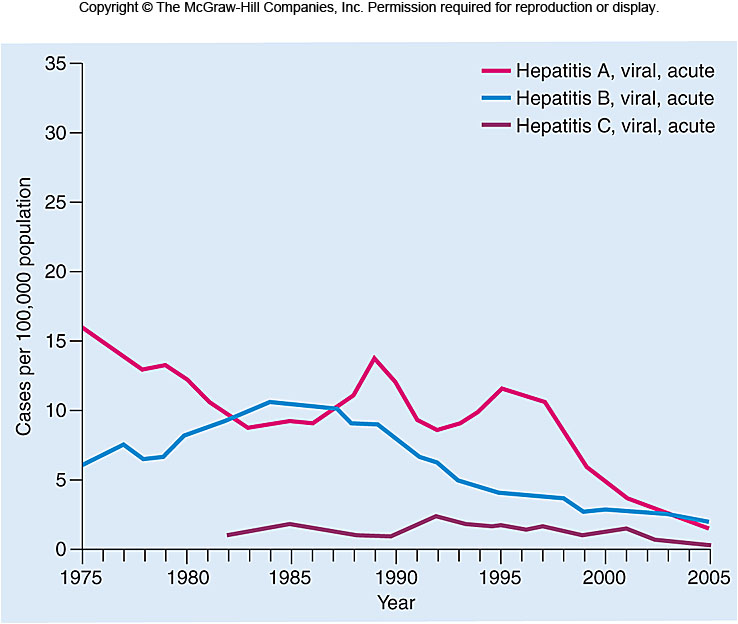 Copyright © The McGraw-Hill Companies, Inc. Permission required for reproduction or display.
Hepatitis A, viral, acute
Hepatitis B, viral, acute
Hepatitis C, viral, acute
Cases per 100,000 population
35
30
25
20
15
10
5
0
1975 1980 1985 1990 1995 2000 2005
Year